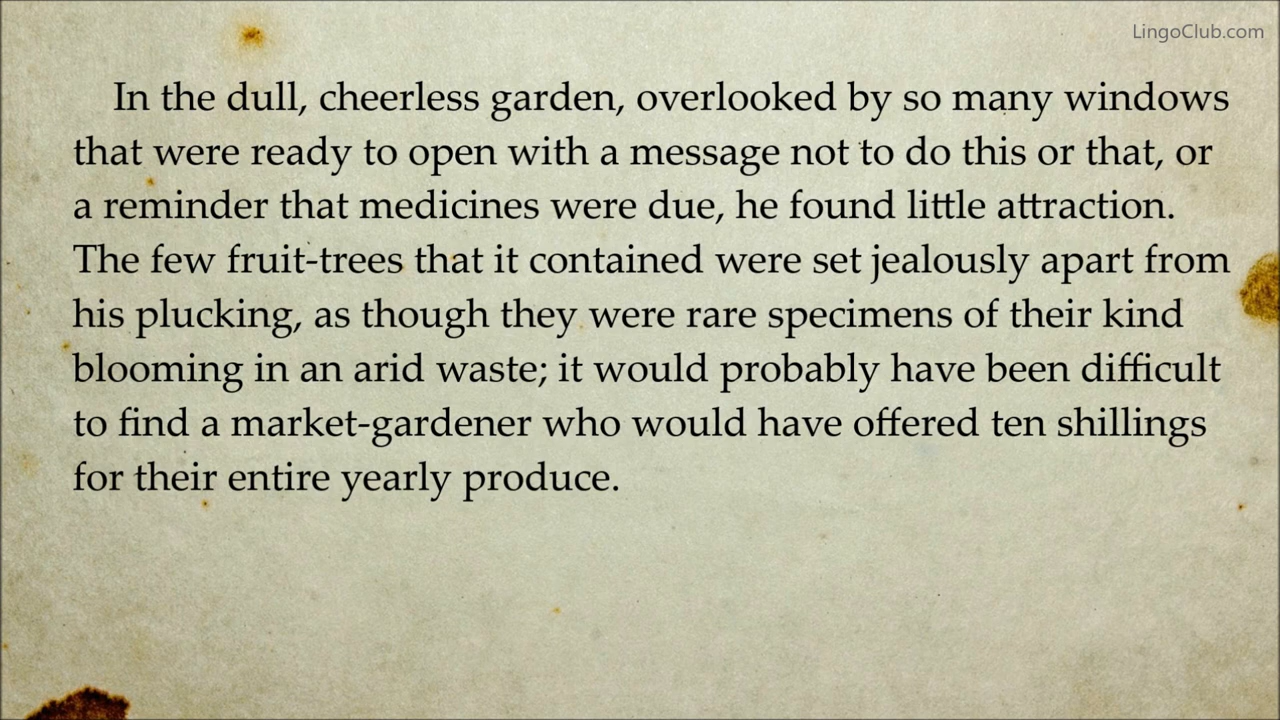 LingoClub.com
In the dull, cheerless garden, overlooked by so many windows
that were ready to open with a message not to do this or that, or
a reminder that medicines were due, he found little attraction.
The few fruit-trees that it contained were set jealously apart from
his plucking, as though they were rare specimens of their kind
blooming in an arid waste; it would probably have been difficult
to find a market-gardener who would have offered ten shillings
for their entire yearly produce.